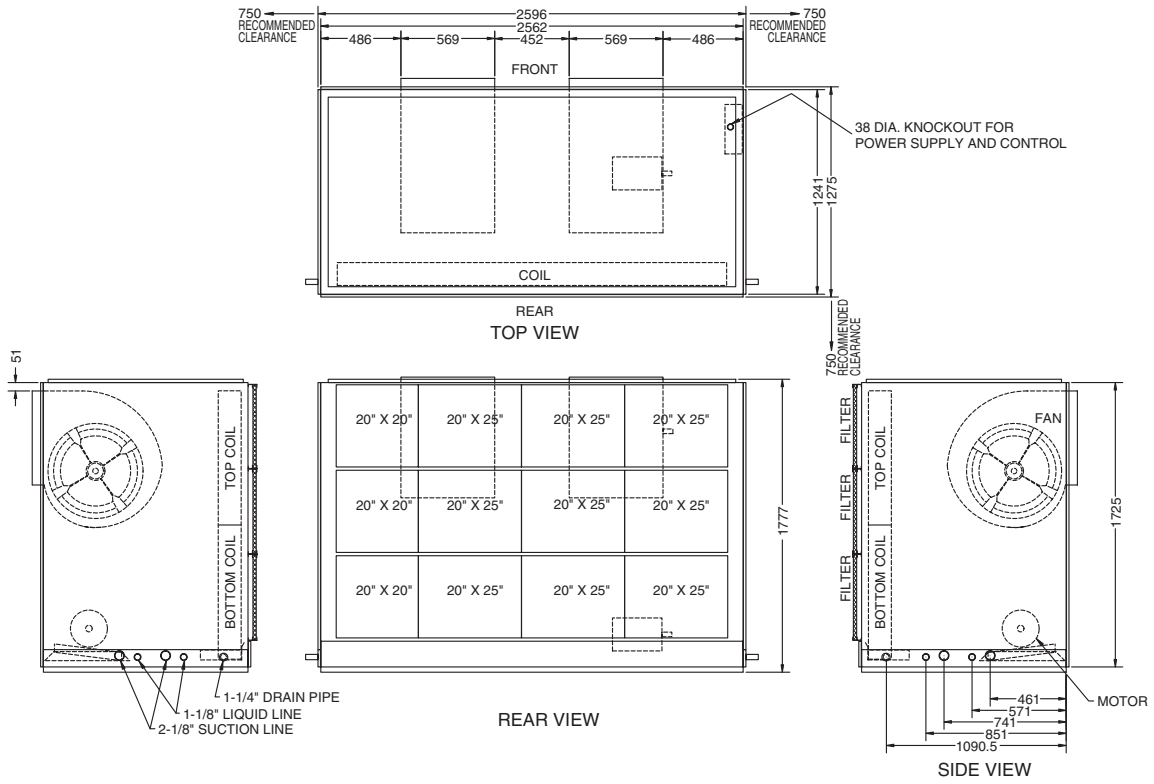 750
RECOMMENDED
CLEARANCE
2596
2562
750
RECOMMENDED
CLEARANCE
486
569
452
569
486
FRONT
38 DIA. KNOCKOUT FOR
POWER SUPPLY AND CONTROL
1241
1275
COIL
REAR
TOP VIEW
750
RECOMMENDED
CLEARANCE
51
TOP COIL
BOTTOM COIL
1-1/4" DRAIN PIPE
1-1/8" LIQUID LINE
2-1/8" SUCTION LINE
20" X 20"
20" X 25"
20" X 25"
20" X 25"
20" X 20"
20" X 25"
20" X 25"
20" X 25"
20" X 20"
20" X 25"
20" X 25"
20" X 25"
1777
REAR VIEW
FILTER
FILTER
FILTER
TOP COIL
BOTTOM COIL
FAN
1725
461
571
741
851
1090.5
MOTOR
SIDE VIEW